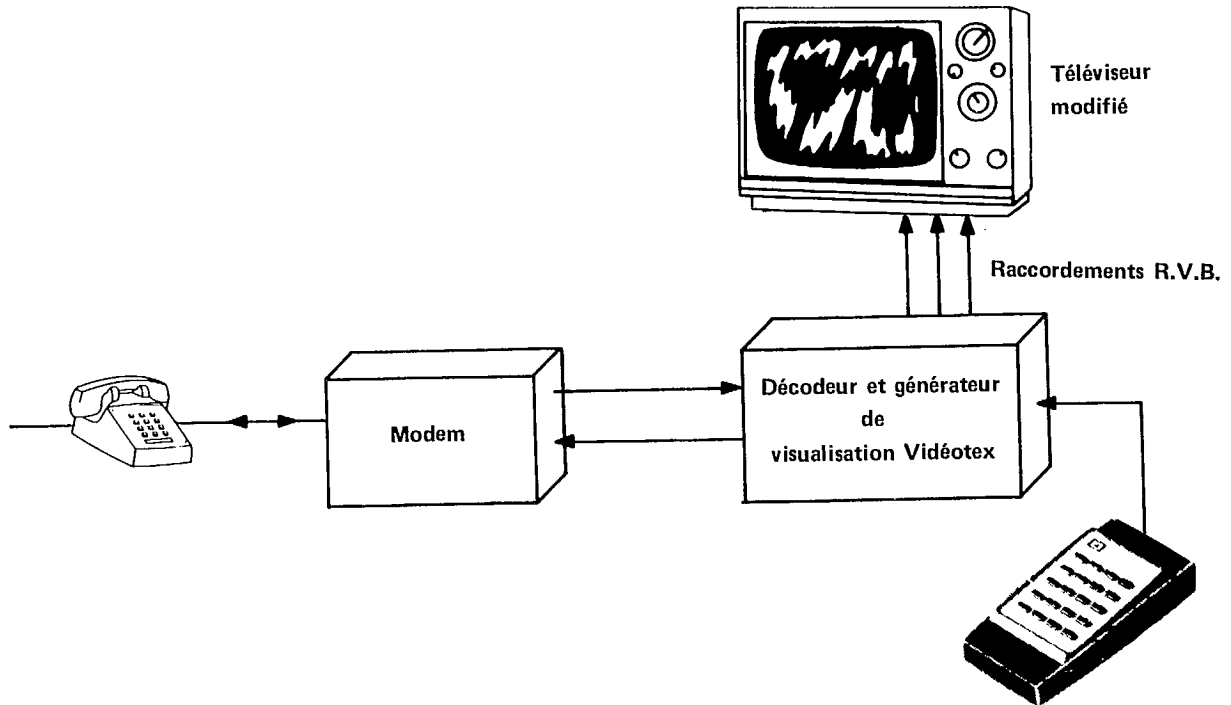 Téléviseur
modifié
Raccordements R.V.B.
Modem
Décodeur et générateur
de
visualisation Vidéotex